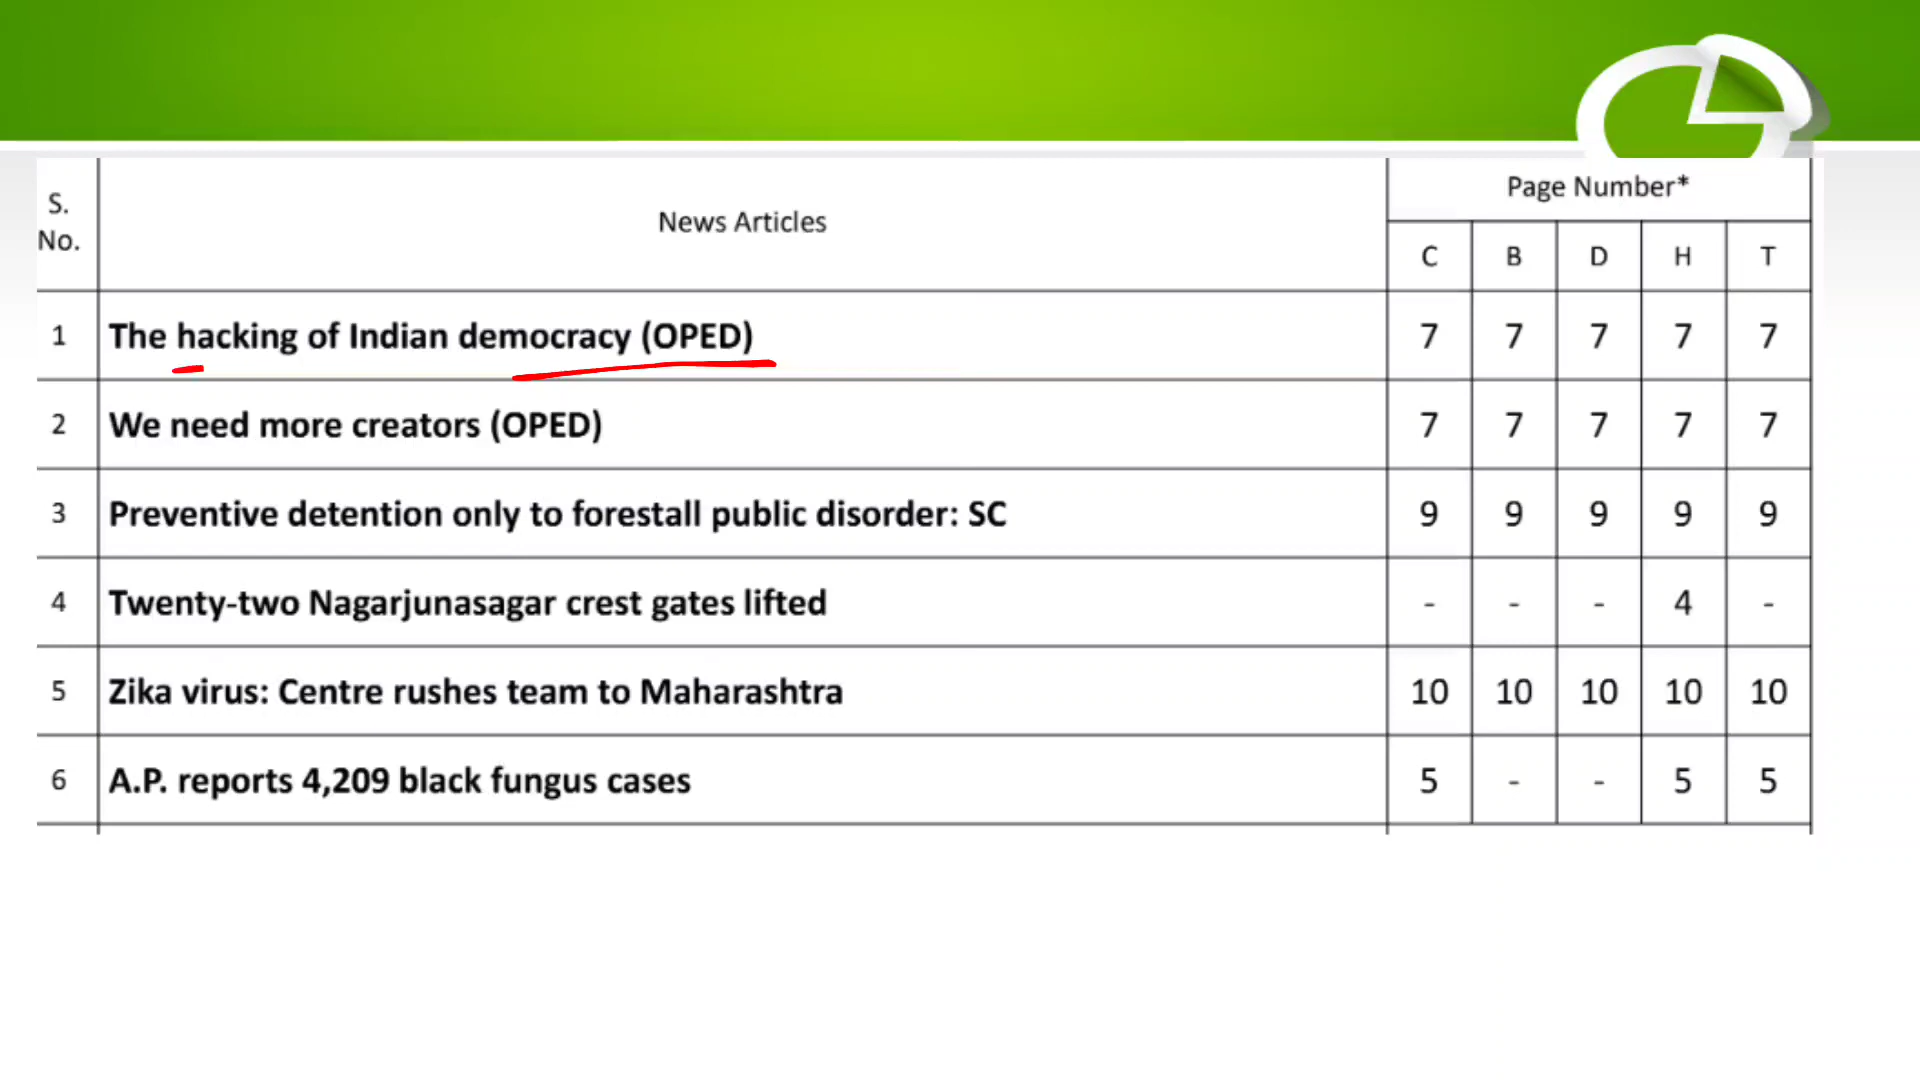 S. No. News Articles Page Number*
C B D H T
1 The hacking of Indian democracy (OPED) 7 7 7 7 7
2 We need more creators (OPED) 7 7 7 7 7
3 Preventive detention only to forestall public disorder: SC 9 9 9 9 9
4 Twenty-two Nagarjunasagar crest gates lifted - - - 4 -
5 Zika virus: Centre rushes team to Maharashtra 10 10 10 10 10
6 A.P. reports 4,209 black fungus cases 5 - - 5 5